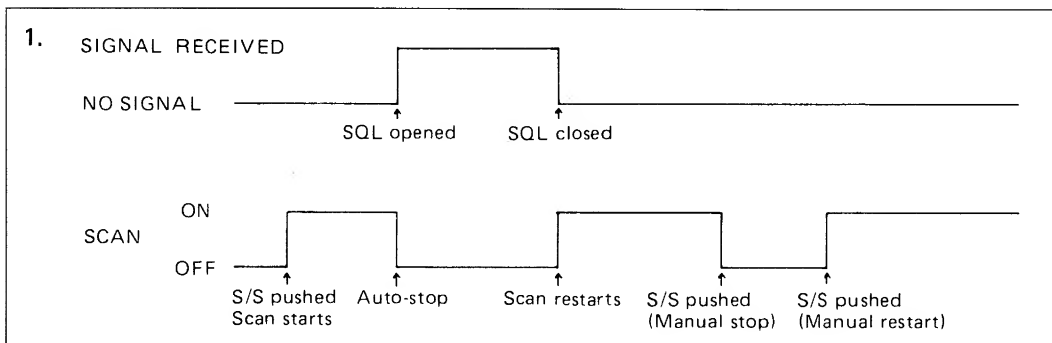 1. SIGNAL RECEIVED
NO SIGNAL
SQL opened SQL closed
ON
SCAN
OFF
S/S pushed Auto-stop Scan restarts S/S pushed S/S pushed
Scan starts (Manual stop) (Manual restart)